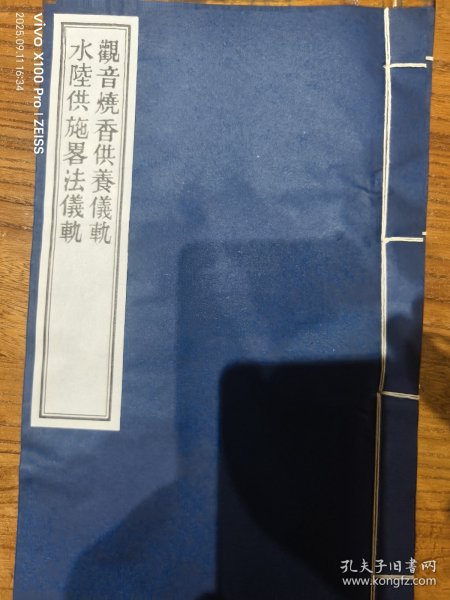 觀音燒香供養儀軌
水陸供施畧法儀軌
vivo X100 Pro | ZEISS
2025.09.11 16:34
孔夫子旧书网
www.kongfz.com